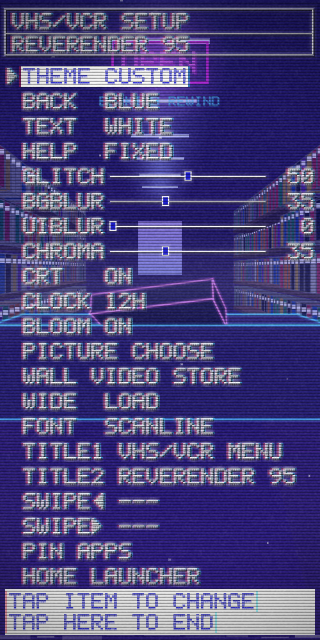 VHS/VCR SETUP
REVERENDER 95
OPEN
THEME CUSTOM
BACK BLUE
REWIND
TEXT WHITE
HELP FIXED
GLITCH 50
BGBLUR 35
UIBLUR 0
CHROMA 35
CRT ON
CLOCK 12H
BLOOM ON
PICTURE CHOOSE
WALL VIDEO STORE
WIDE LOAD
FONT SCANLINE
TITLE1 VHS/VCR MENU
TITLE2 REVERENDER 95
SWIPE◀ ---
SWIPE▶ ---
PIN APPS
HOME LAUNCHER
TAP ITEM TO CHANGE
TAP HERE TO END